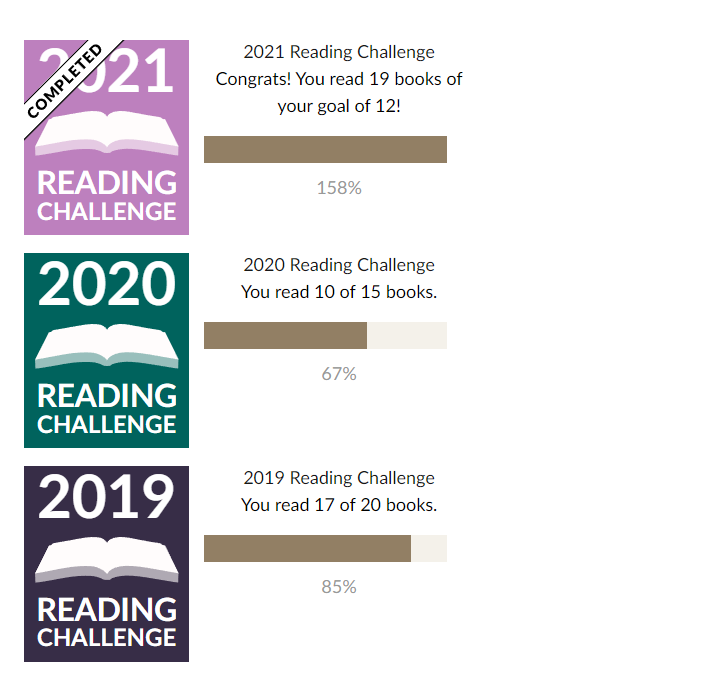 2021
COMPLETED
READING
CHALLENGE
2021 Reading Challenge
Congrats! You read 19 books of
your goal of 12!
158%
2020
READING
CHALLENGE
2020 Reading Challenge
You read 10 of 15 books.
67%
2019
READING
CHALLENGE
2019 Reading Challenge
You read 17 of 20 books.
85%